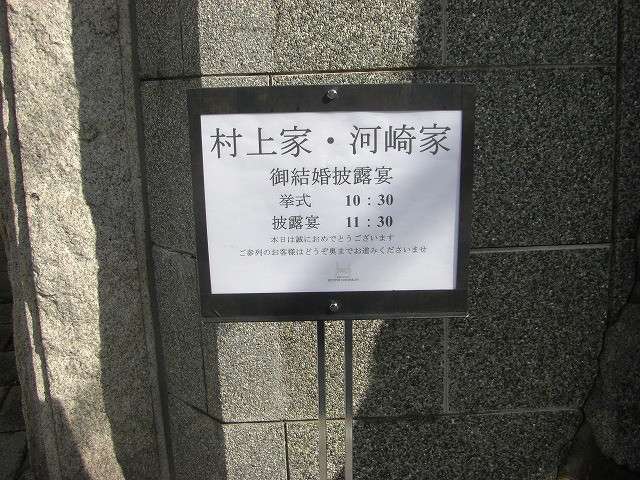 村上家・河崎家
御結婚披露宴
挙式 10：30
披露宴 11：30
本日は誠におめでとうございます
ご参列のお客様はどうぞ奥までお進みくださいませ